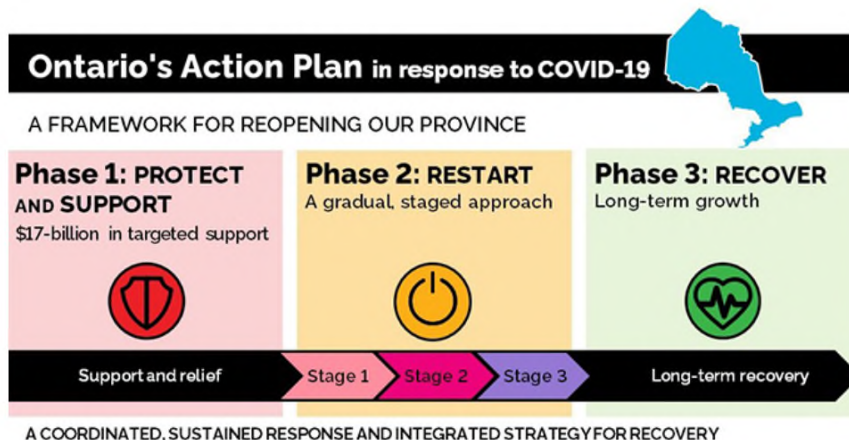 Ontario's Action Plan in response to COVID-19
A FRAMEWORK FOR REOPENING OUR PROVINCE
Phase 1: PROTECT
AND SUPPORT
$17-billion in targeted support
Phase 2: RESTART
A gradual, staged approach
Phase 3: RECOVER
Long-term growth
Support and relief
Stage 1
Stage 2
Stage 3
Long-term recovery
A COORDINATED, SUSTAINED RESPONSE AND INTEGRATED STRATEGY FOR RECOVERY